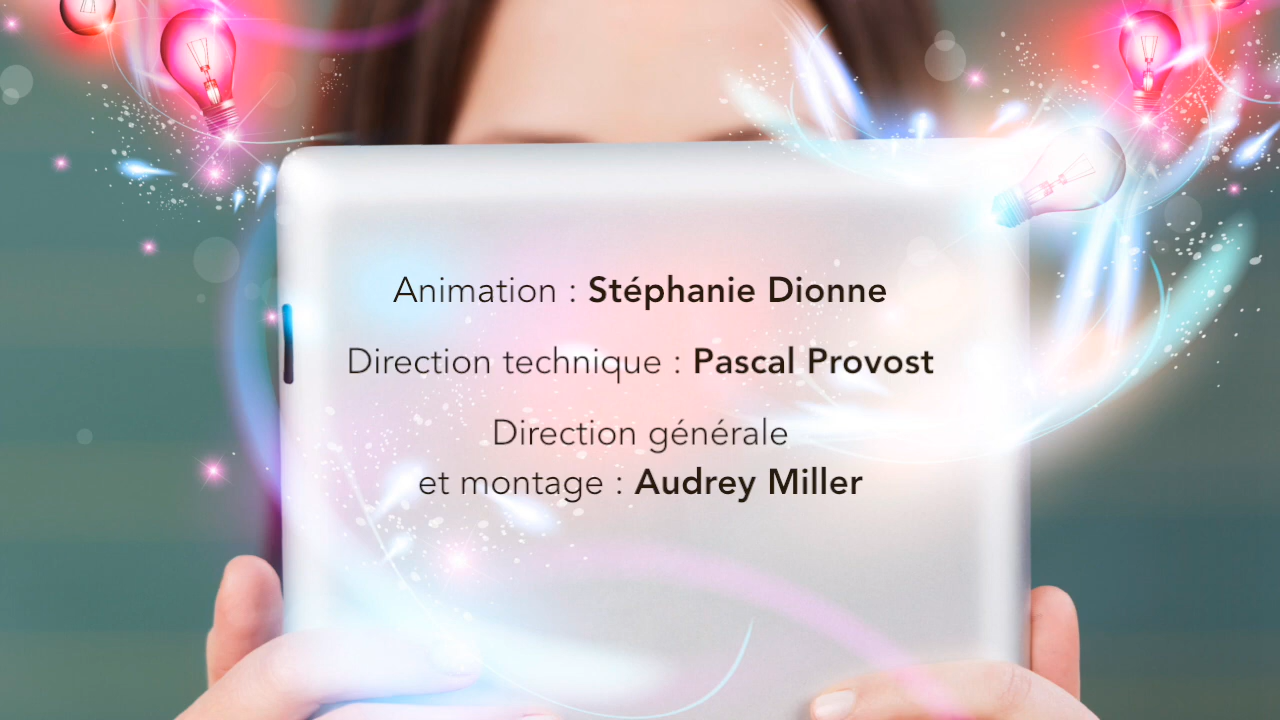 Animation : Stéphanie Dionne
Direction technique : Pascal Provost
Direction générale
et montage : Audrey Miller